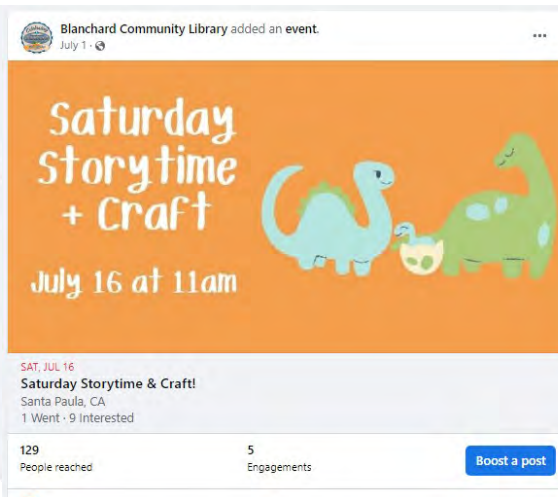 Blanchard Community Library added an event.
July 1 ·
...
Saturday
Storytime
+ Craft
July 16 at 11am
SAT, JUL 16
Saturday Storytime & Craft!
Santa Paula, CA
1 Went · 9 Interested
129
People reached
5
Engagements
Boost a post